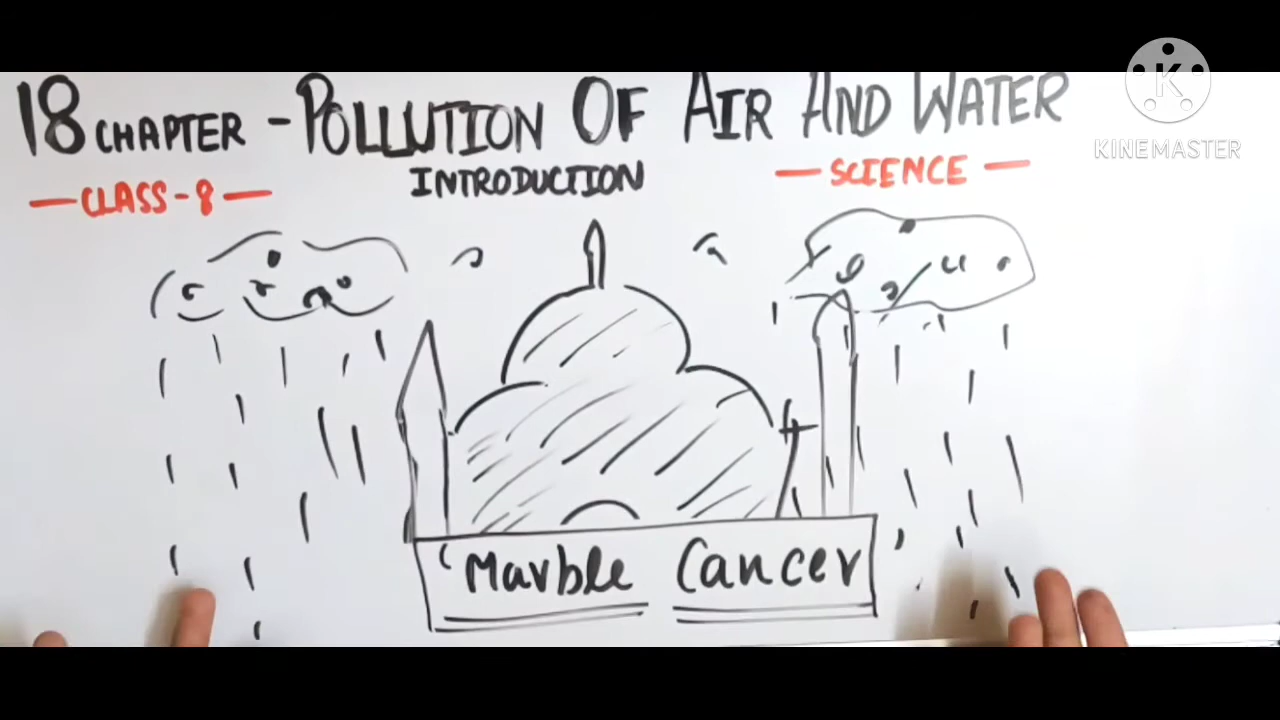 18 CHAPTER - POLLUTION OF AIR AND WATER
INTRODUCTION
— CLASS-8 —
— SCIENCE —
K
KINEMASTER
Marble Cancer